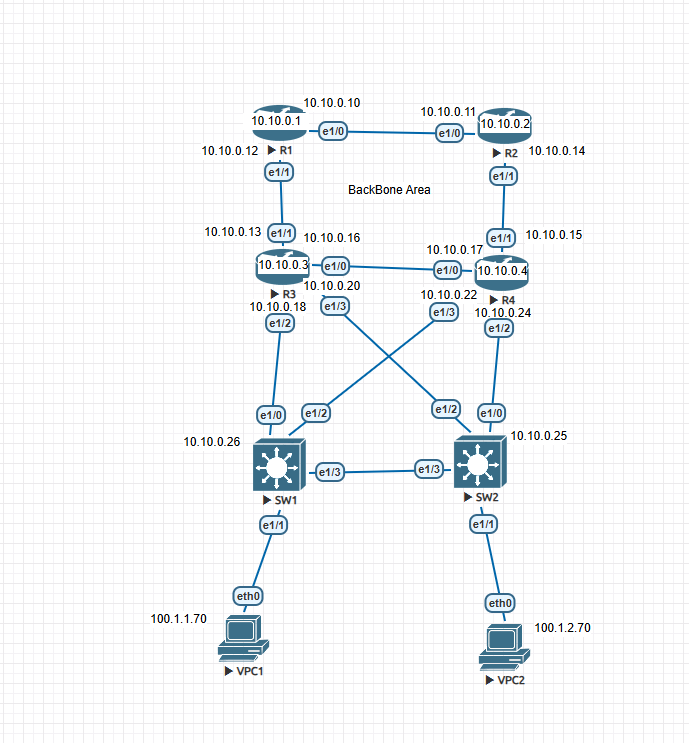 10.10.0.10
10.10.0.11
10.10.0.1
10.10.0.2
e1/0
e1/0
10.10.0.12
R1
R2
10.10.0.14
e1/1
e1/1
BackBone Area
10.10.0.13
e1/1
10.10.0.16
e1/1
10.10.0.15
10.10.0.17
10.10.0.3
e1/0
e1/0
10.10.0.4
R3
10.10.0.20
10.10.0.22
R4
10.10.0.18
e1/3
e1/3
10.10.0.24
e1/2
e1/2
e1/0
e1/2
e1/2
e1/0
10.10.0.26
10.10.0.25
e1/3
e1/3
SW1
SW2
e1/1
e1/1
eth0
eth0
100.1.1.70
100.1.2.70
VPC1
VPC2